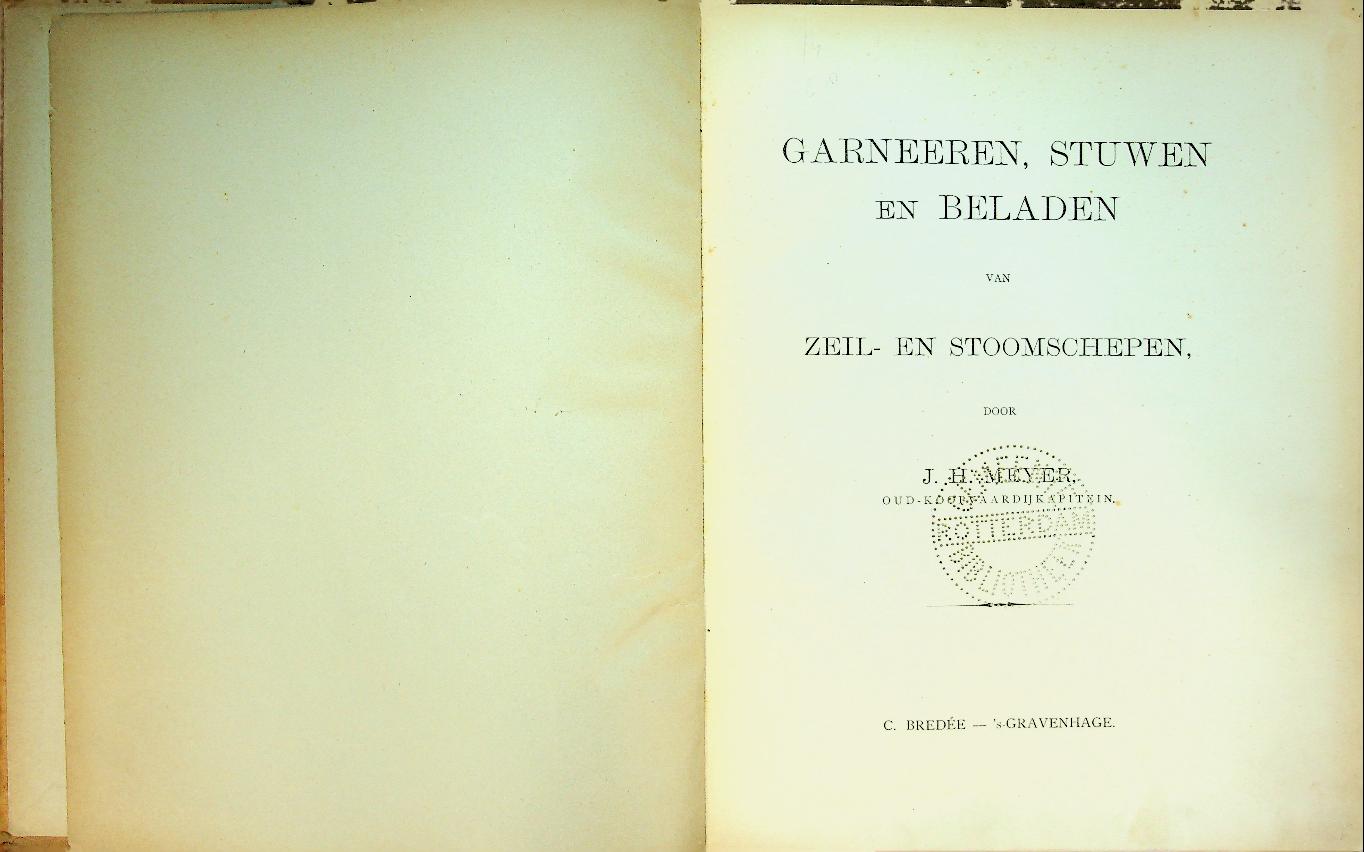 GARNEEREN, STUWEN
EN BELADEN
VAN
ZEIL- EN STOOMSCHEPEN,
DOOR
J. H. MEYER,
OUD-KOOPVAARDIJKAPITEIN.
ROTTERDAM
BIBLIOTHEEK
C. BREDÉE — 's-GRAVENHAGE.